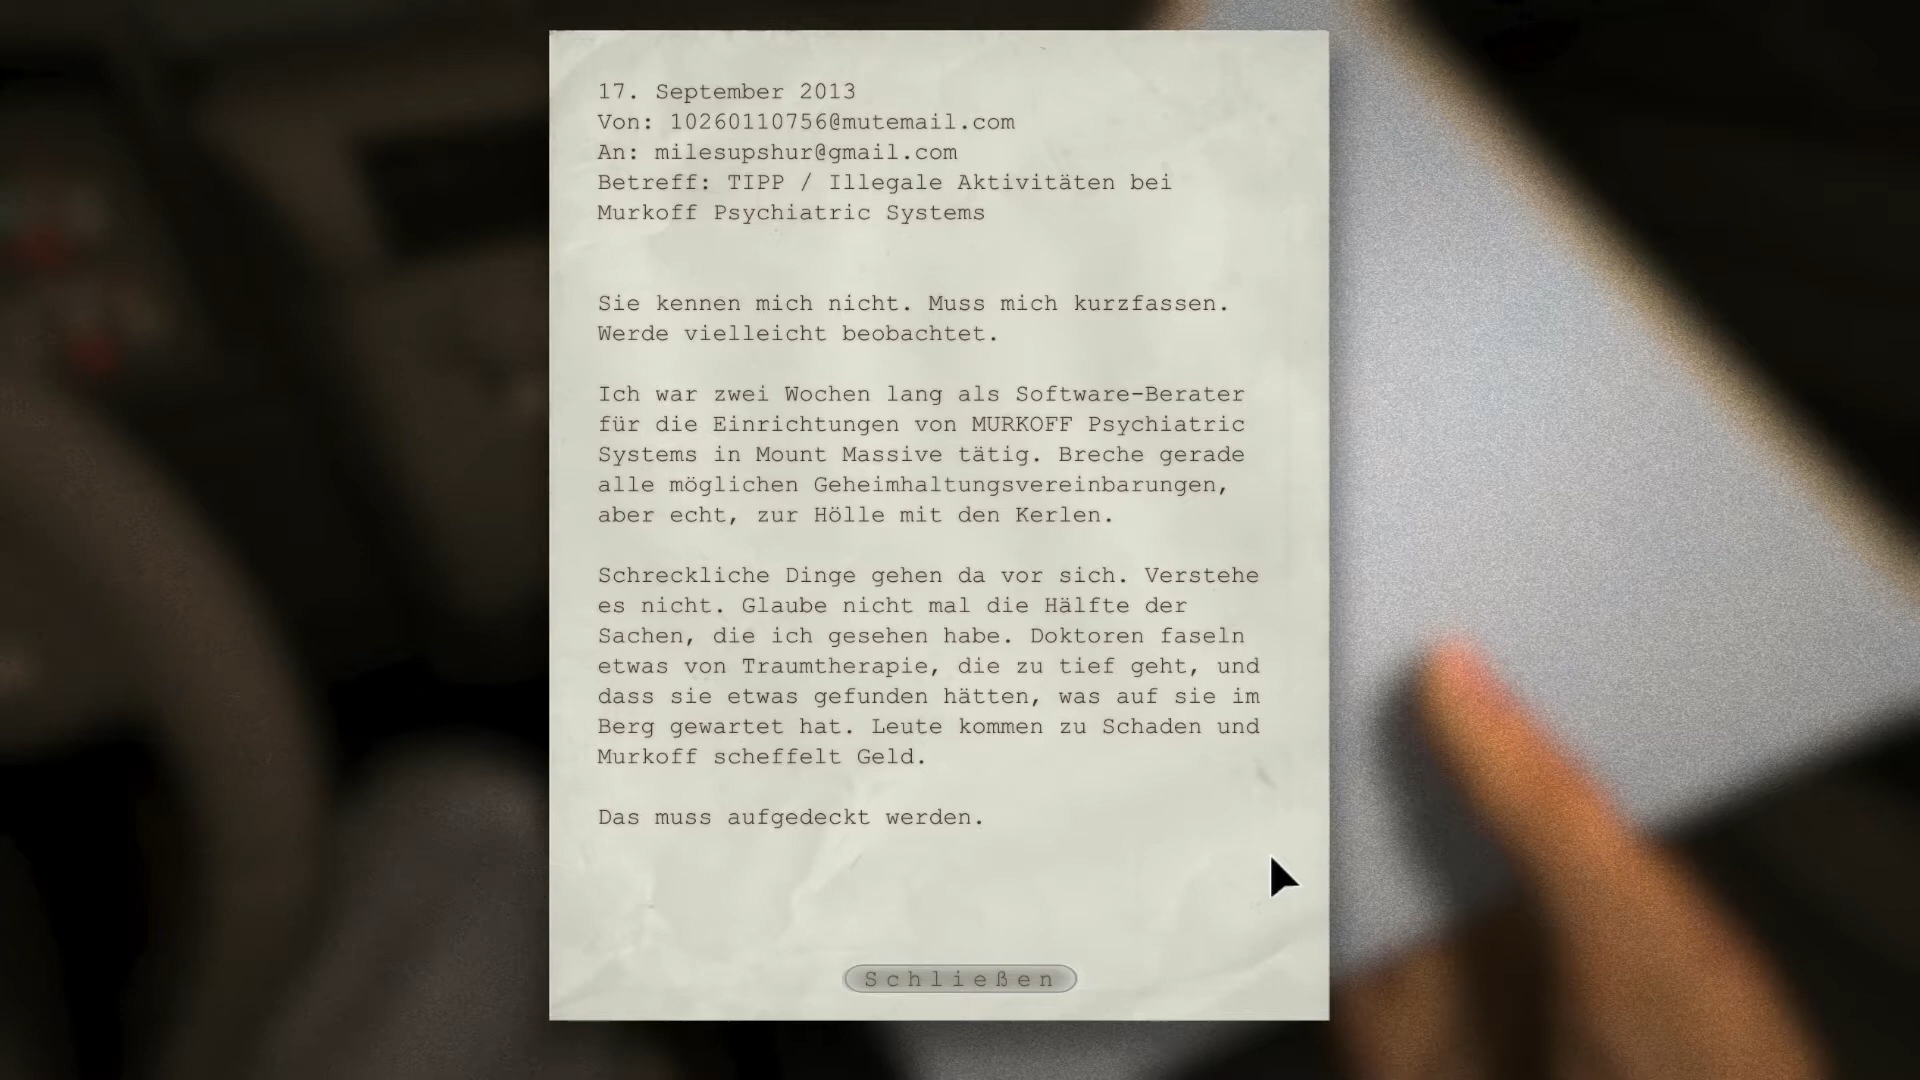 17. September 2013
Von: 10260110756@mutemail.com
An: milesupshur@gmail.com
Betreff: TIPP / Illegale Aktivitäten bei
Murkoff Psychiatric Systems
Sie kennen mich nicht. Muss mich kurzfassen.
Werde vielleicht beobachtet.
Ich war zwei Wochen lang als Software-Berater
für die Einrichtungen von MURKOFF Psychiatric
Systems in Mount Massive tätig. Breche gerade
alle möglichen Geheimhaltungsvereinbarungen,
aber echt, zur Hölle mit den Kerlen.
Schreckliche Dinge gehen da vor sich. Verstehe
es nicht. Glaube nicht mal die Hälfte der
Sachen, die ich gesehen habe. Doktoren faseln
etwas von Traumtherapie, die zu tief geht, und
dass sie etwas gefunden hätten, was auf sie im
Berg gewartet hat. Leute kommen zu Schaden und
Murkoff scheffelt Geld.
Das muss aufgedeckt werden.
Schließen